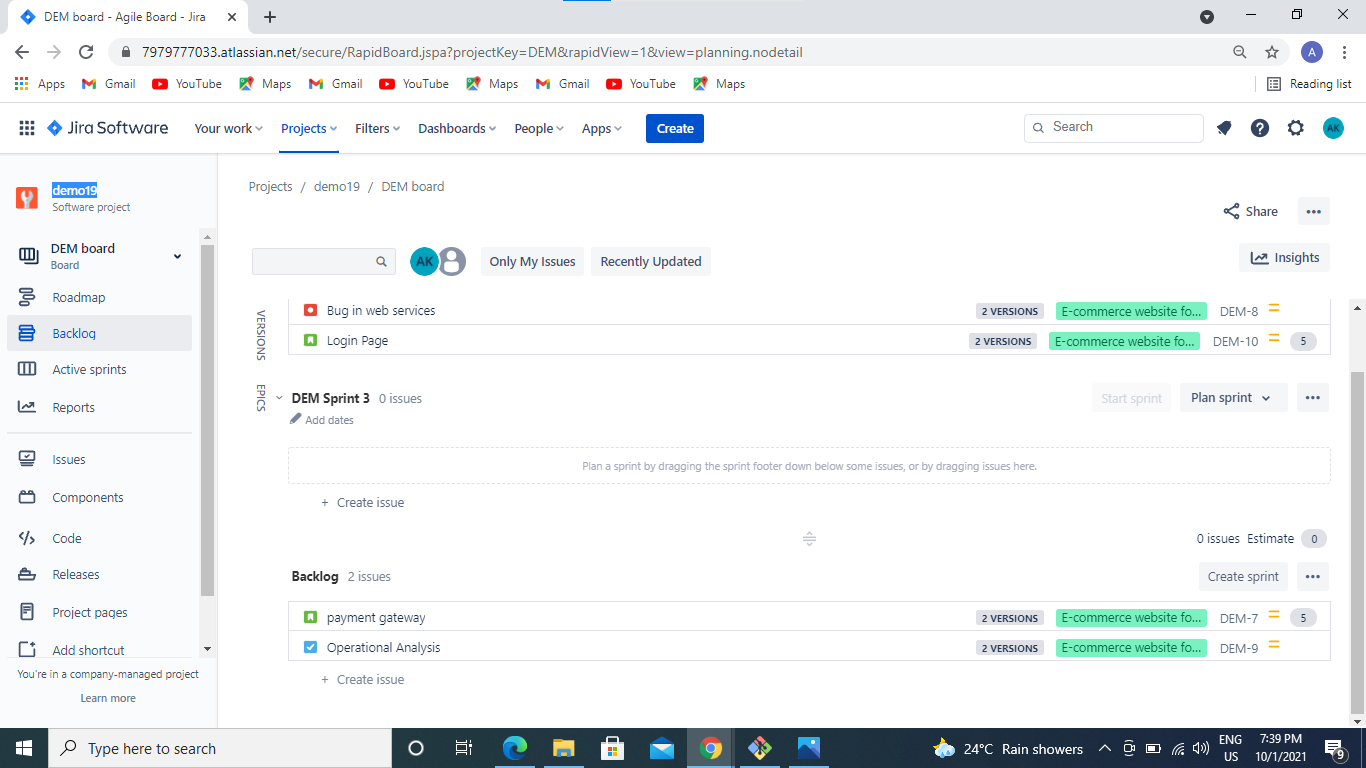 DEM board - Agile Board - Jira
7979777033.atlassian.net/secure/RapidBoard.jspa?projectKey=DEM&rapidView=1&view=planning.nodetail
A
Apps Gmail YouTube Maps Gmail YouTube Maps Gmail YouTube Maps Reading list
Jira Software Your work Projects Filters Dashboards People Apps Create Search AK
demo19
Software project
DEM board
Board
Roadmap
Backlog
Active sprints
Reports
Issues
Components
Code
Releases
Project pages
Add shortcut
You're in a company-managed project
Learn more
Projects / demo19 / DEM board
Share
AK Only My Issues Recently Updated Insights
VERSIONS
EPICS
Bug in web services 2 VERSIONS E-commerce website fo... DEM-8
Login Page 2 VERSIONS E-commerce website fo... DEM-10 5
DEM Sprint 3 0 issues Start sprint Plan sprint
Add dates
Plan a sprint by dragging the sprint footer down below some issues, or by dragging issues here.
+ Create issue
0 issues Estimate 0
Backlog 2 issues Create sprint
payment gateway 2 VERSIONS E-commerce website fo... DEM-7 5
Operational Analysis 2 VERSIONS E-commerce website fo... DEM-9
+ Create issue
Type here to search
24°C Rain showers
ENG
US
7:39 PM
10/1/2021
9